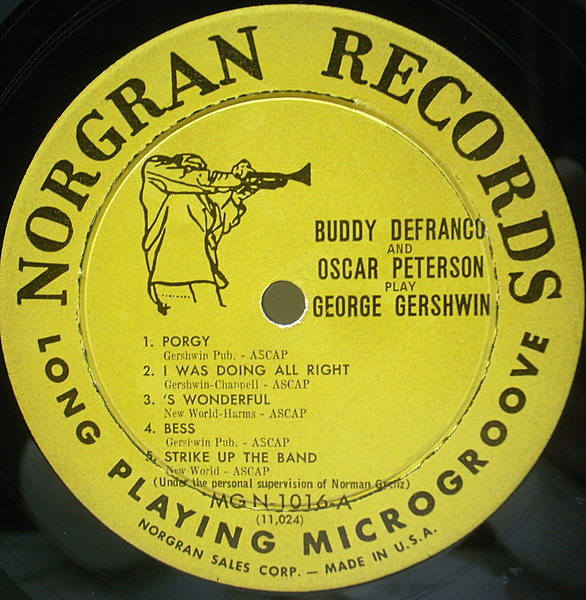 NORGRAN RECORDS
BUDDY DEFRANCO
AND
OSCAR PETERSON
PLAY
GEORGE GERSHWIN
1. PORGY
Gershwin Pub. - ASCAP
2. I WAS DOING ALL RIGHT
Gershwin-Chappell - ASCAP
3. 'S WONDERFUL
New World-Harms - ASCAP
4. BESS
Gershwin Pub. - ASCAP
5. STRIKE UP THE BAND
New World - ASCAP
(Under the personal supervision of Norman Granz)
MG N-1016-A
(11,024)
LONG PLAYING MICROGROOVE
NORGRAN SALES CORP. — MADE IN U.S.A.